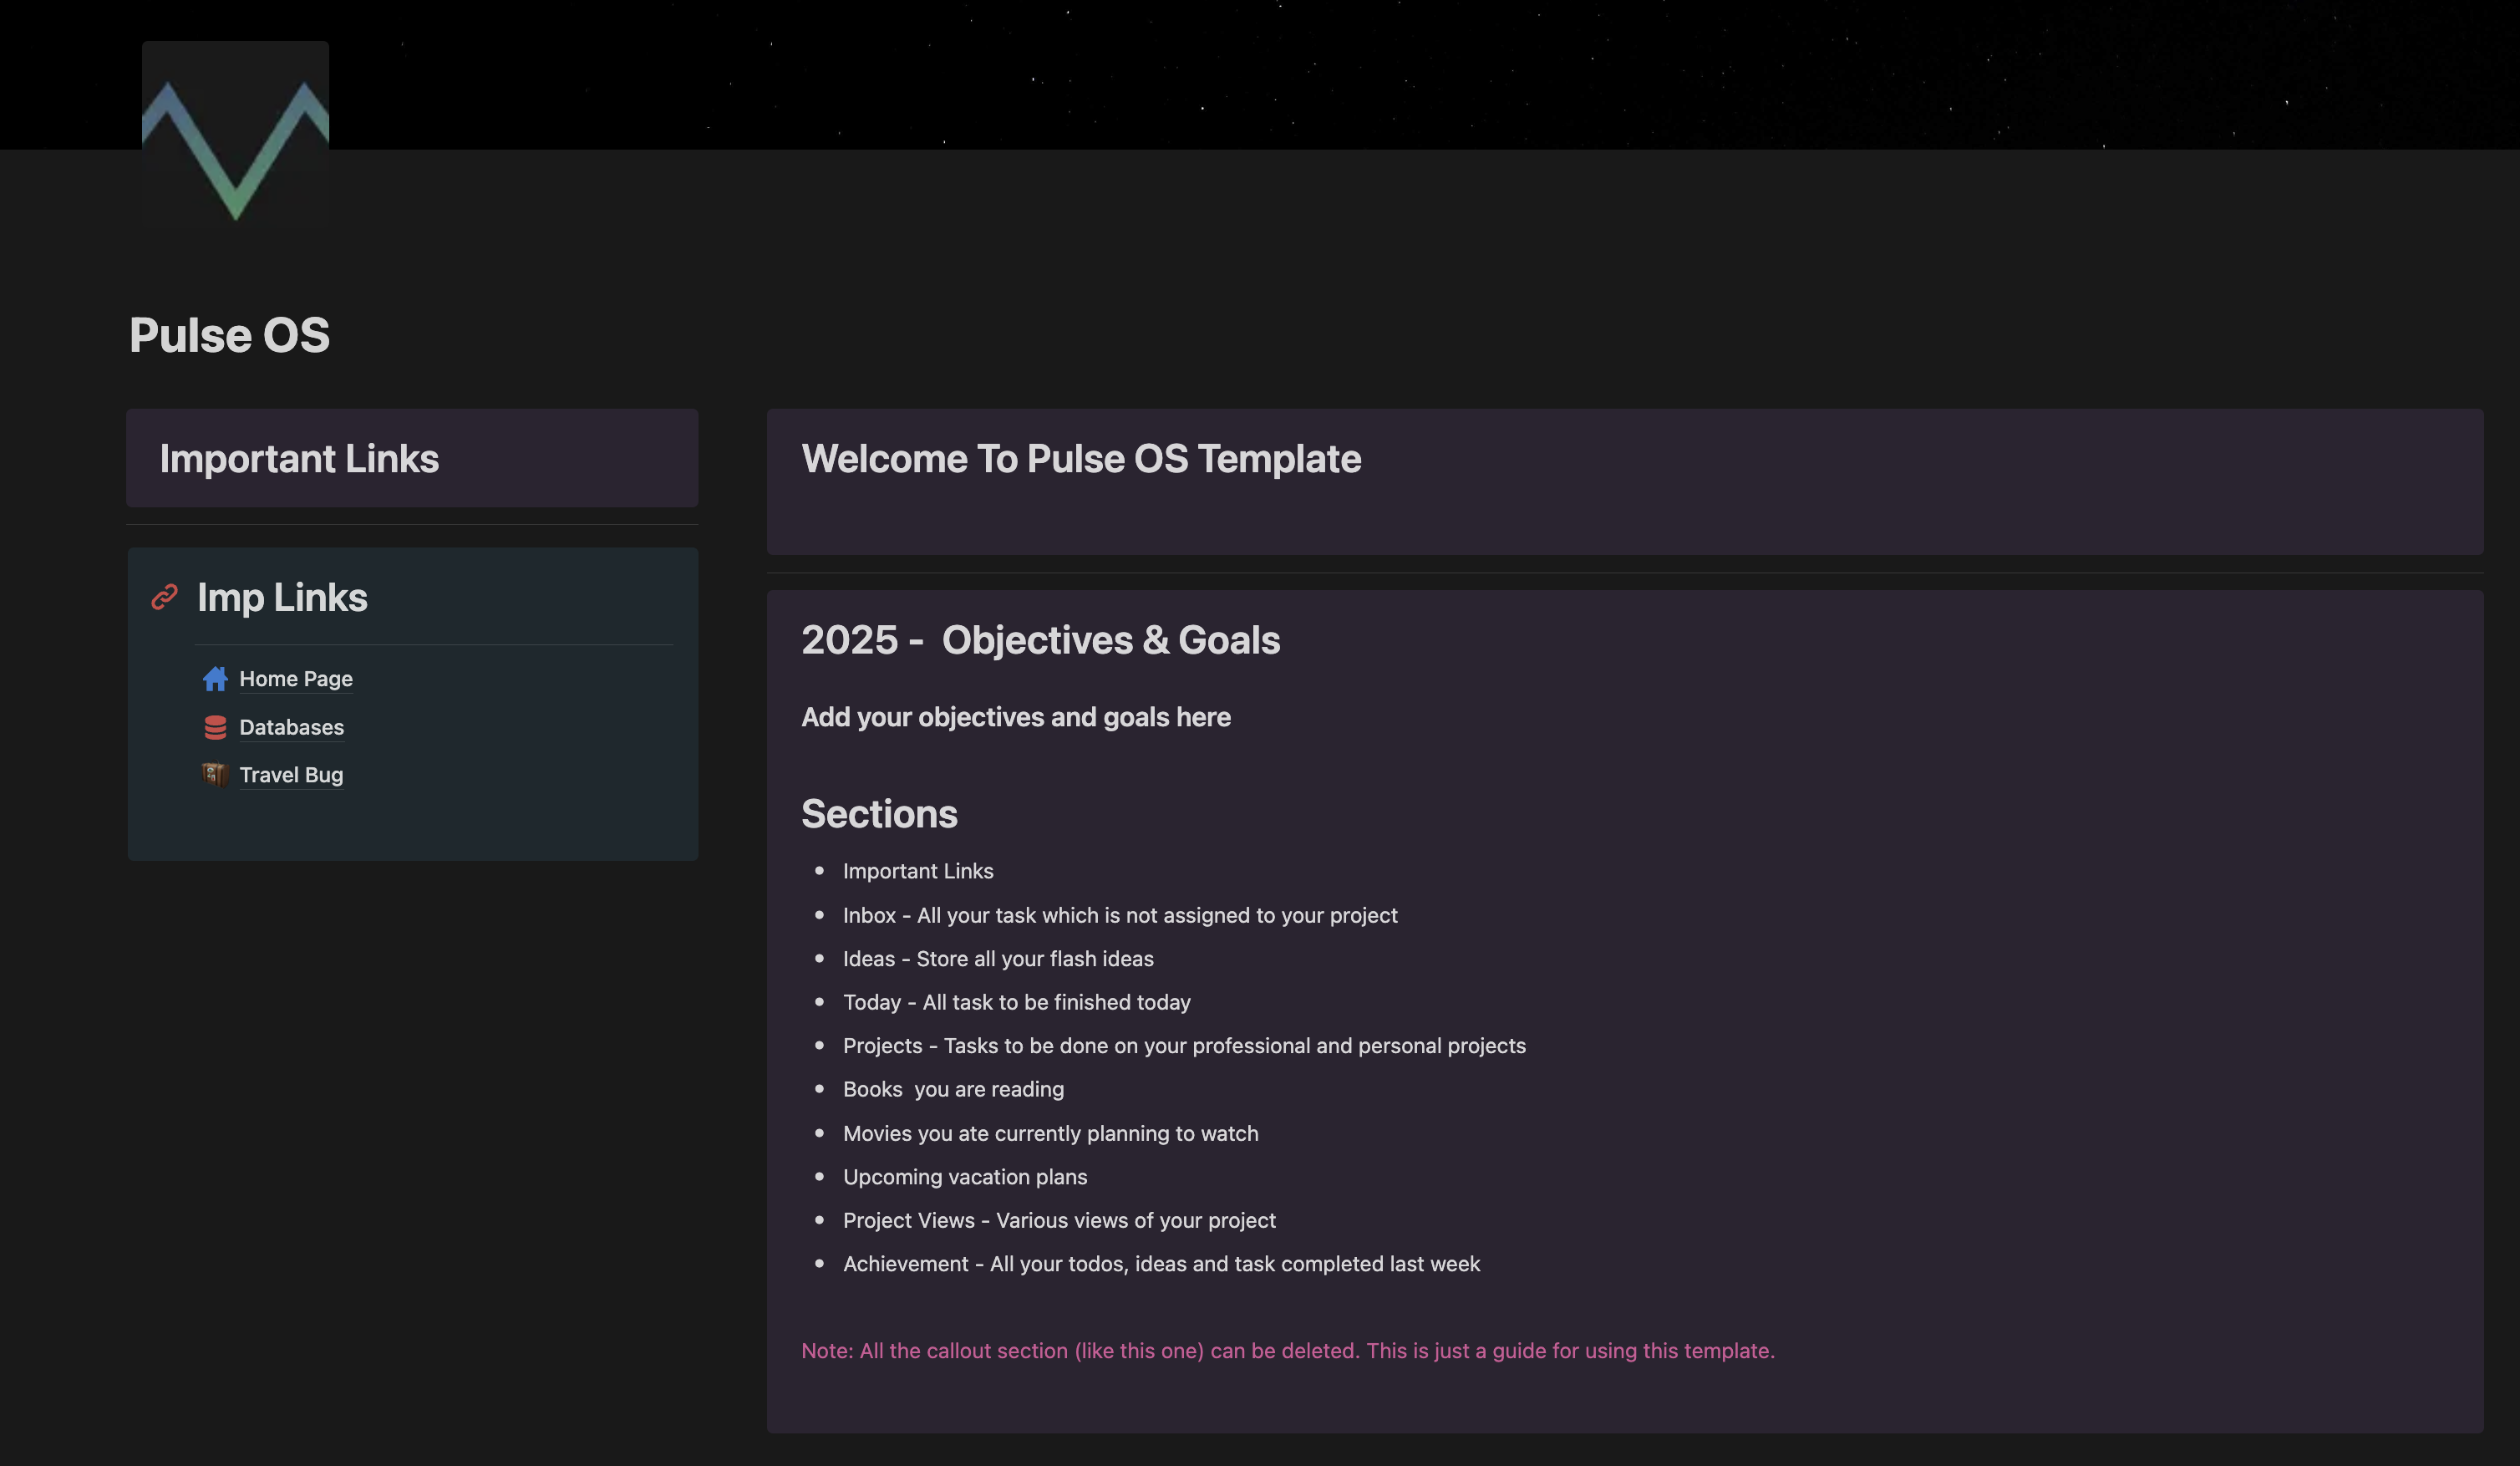 Pulse OS
Important Links
Imp Links
Home Page
Databases
Travel Bug
Welcome To Pulse OS Template
2025 -  Objectives & Goals
Add your objectives and goals here
Sections
• Important Links
• Inbox - All your task which is not assigned to your project
• Ideas - Store all your flash ideas
• Today - All task to be finished today
• Projects - Tasks to be done on your professional and personal projects
• Books  you are reading
• Movies you ate currently planning to watch
• Upcoming vacation plans
• Project Views - Various views of your project
• Achievement - All your todos, ideas and task completed last week
Note: All the callout section (like this one) can be deleted. This is just a guide for using this template.